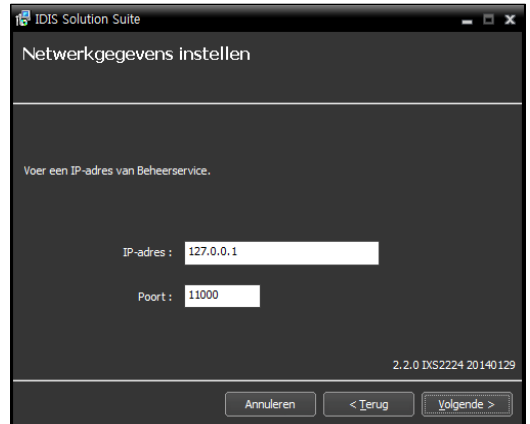 IDIS Solution Suite
Netwerkgegevens instellen
Voer een IP-adres van Beheerservice.
IP-adres : 127.0.0.1
Poort : 11000
2.2.0 IXS2224 20140129
Annuleren < Terug Volgende >